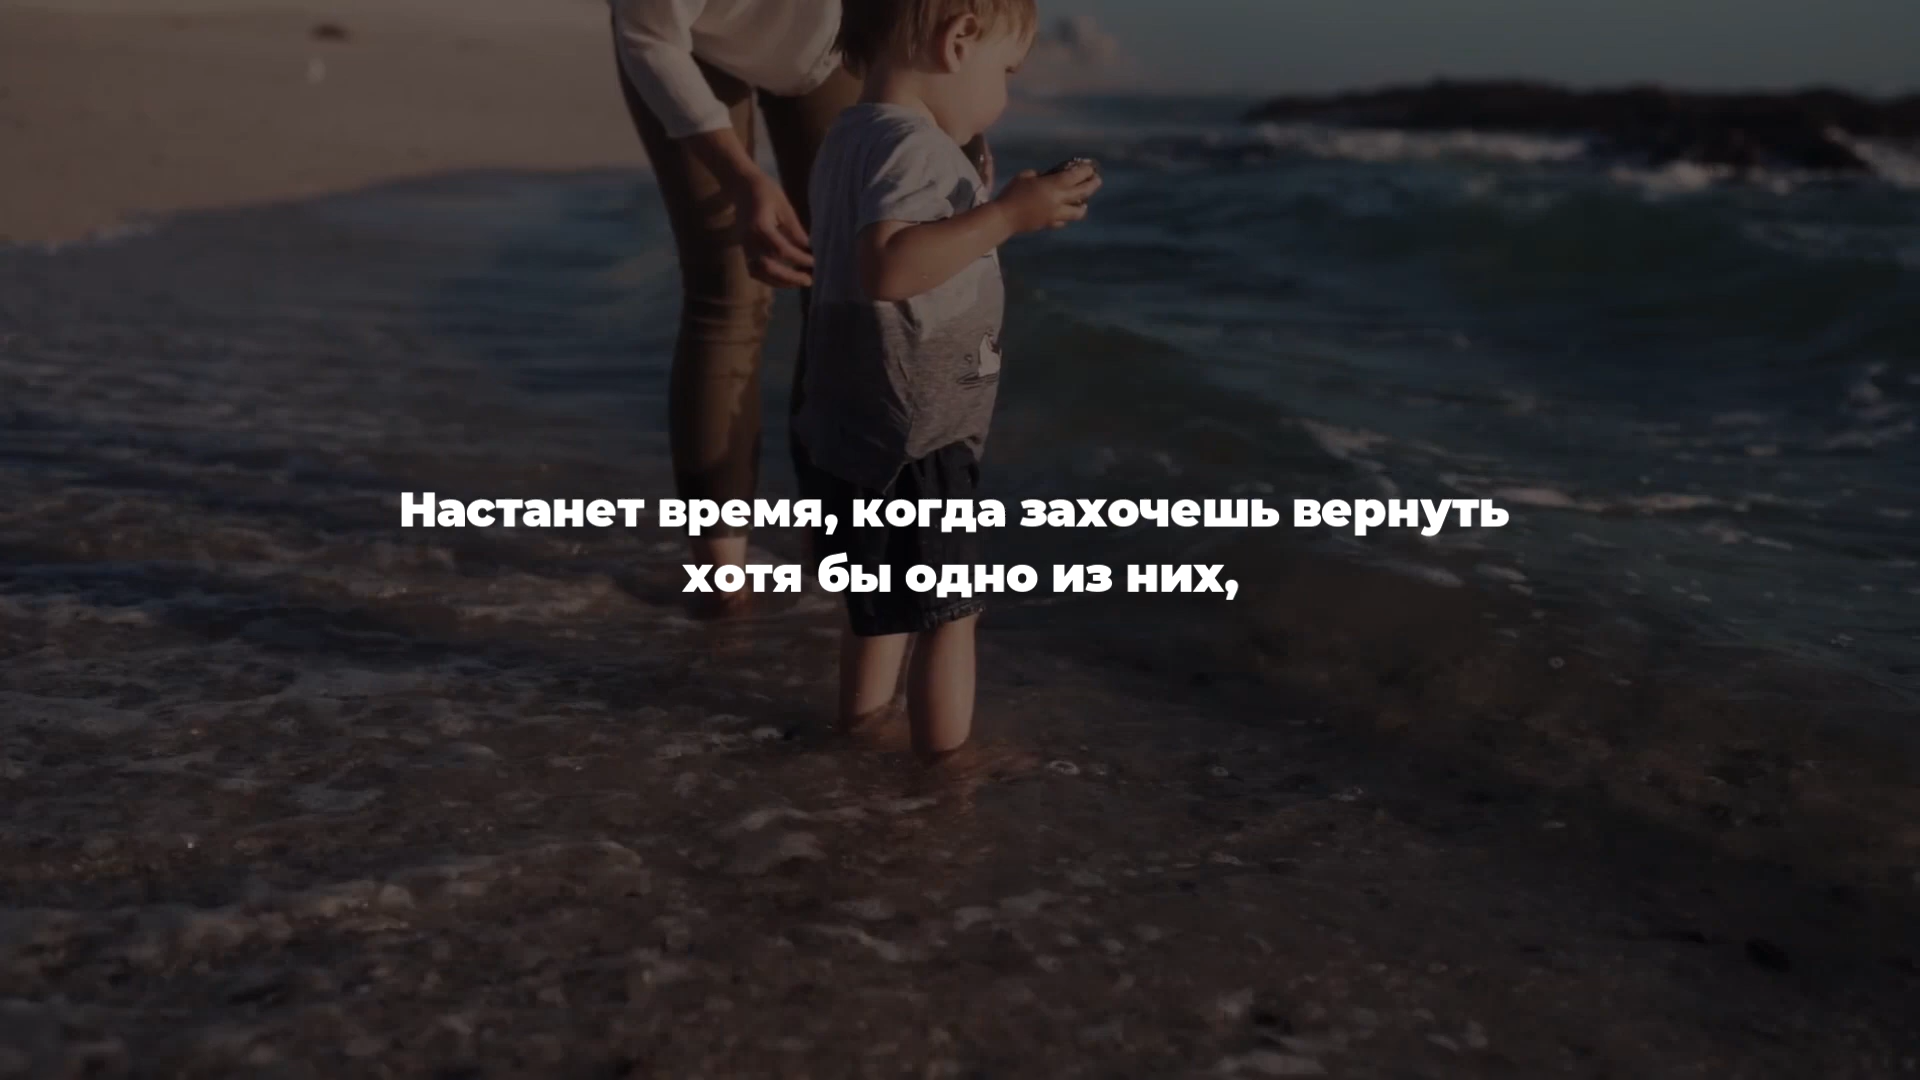 Настанет время, когда захочешь вернуть
хотя бы одно из них,